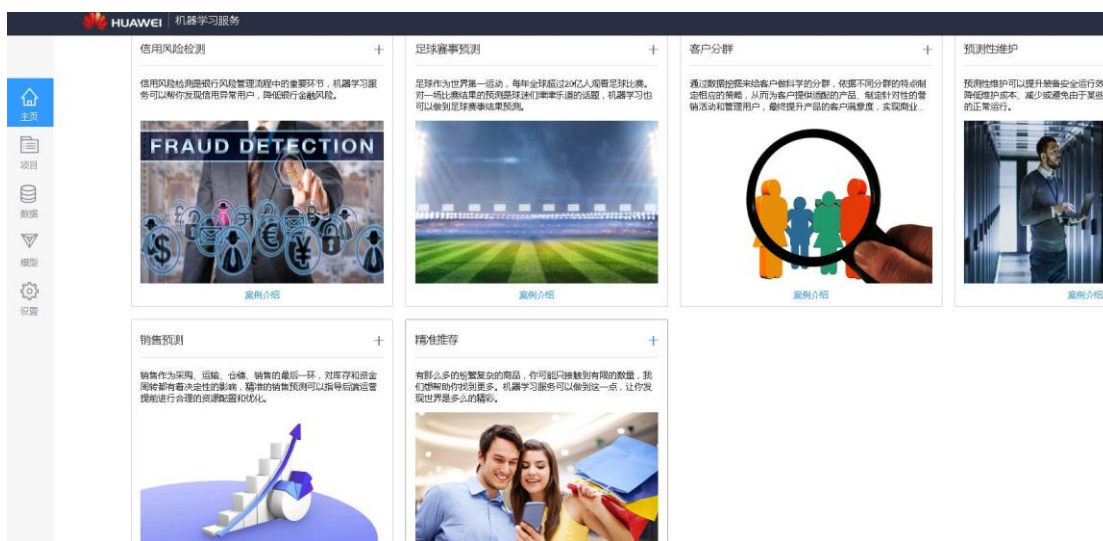 HUAWEI 机器学习服务
主页
项目
数据
模型
设置
信用风险检测
信用风险检测是银行风险管理流程中的重要环节，机器学习服
务可以帮你发现信用异常用户，降低银行金融风险。
FRAUD DETECTION
案例介绍
足球赛事预测
足球作为世界第一运动，每年全球超过20亿人观看足球比赛。
对一场比赛结果的预测是球迷们津津乐道的话题，机器学习也
可以做到足球赛事结果预测。
案例介绍
客户分群
通过数据挖掘来给客户做科学的分群，依据不同分群的特点制
定相应的策略，从而为客户提供适配的产品、制定针对性的营
销活动和管理用户，最终提升产品的客户满意度，实现商业...
案例介绍
预测性维护
预测性维护可以提升装备安全运行效
降低维护成本、减少或避免由于某些
的正常运行。
案例介绍
销售预测
销售作为采购、运输、仓储、销售的最后一环，对库存和资金
周转都有着决定性的影响，精准的销售预测可以指导后端运营
提前进行合理的资源配置和优化。
精准推荐
有那么多的纷繁复杂的商品，你可能只接触到有限的数量，我
们想帮助你找到更多。机器学习服务可以做到这一点，让你发
现世界是多么的精彩。